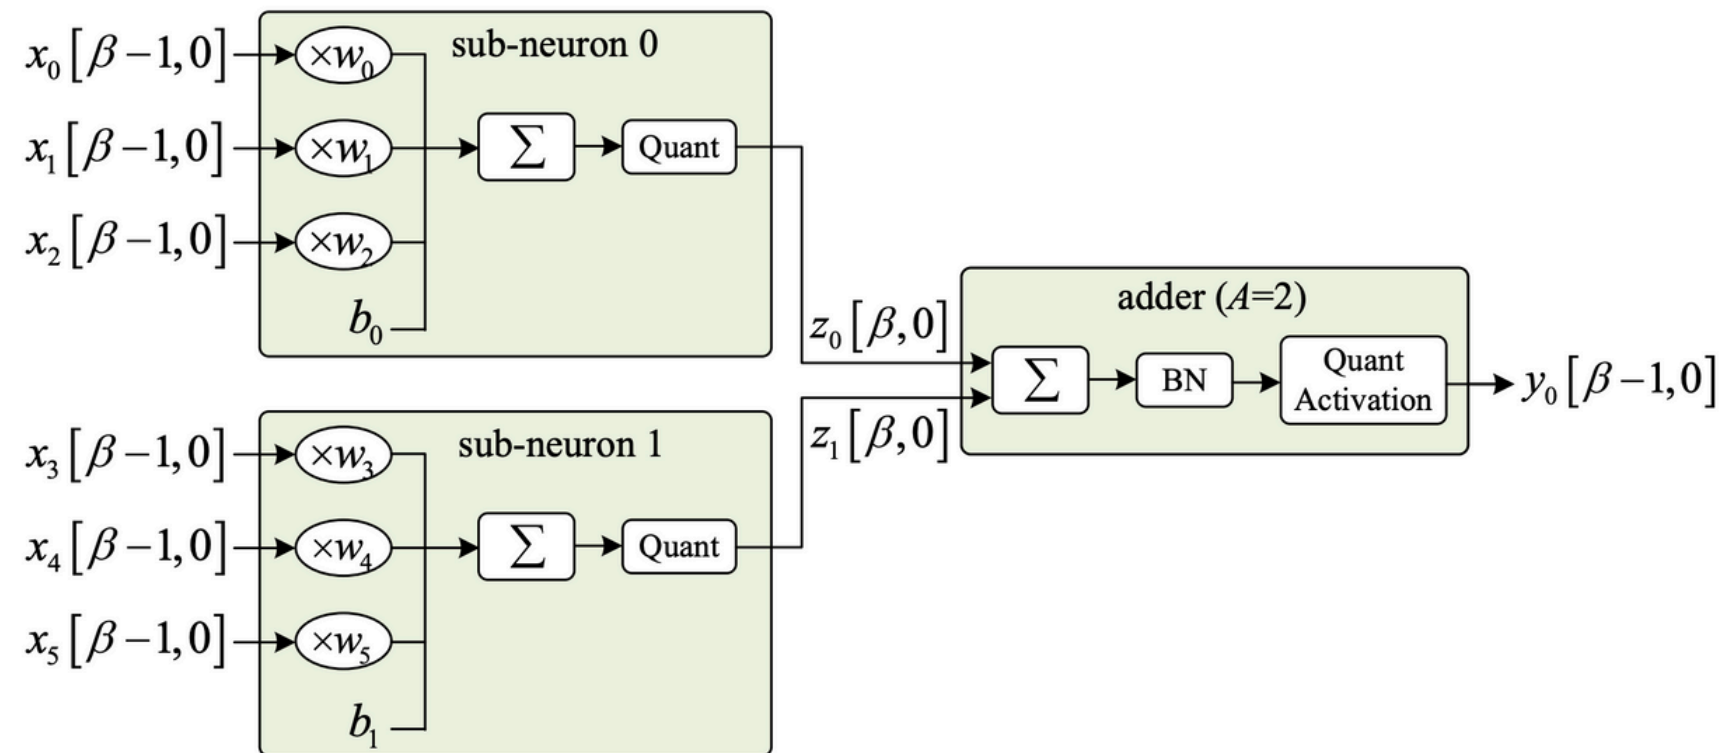 x₀[β−1,0]
×w₀
sub-neuron 0
x₁[β−1,0]
×w₁
∑
Quant
x₂[β−1,0]
×w₂
b₀
z₀[β,0]
adder (A=2)
∑
BN
Quant
Activation
y₀[β−1,0]
z₁[β,0]
x₃[β−1,0]
×w₃
sub-neuron 1
x₄[β−1,0]
×w₄
∑
Quant
x₅[β−1,0]
×w₅
b₁